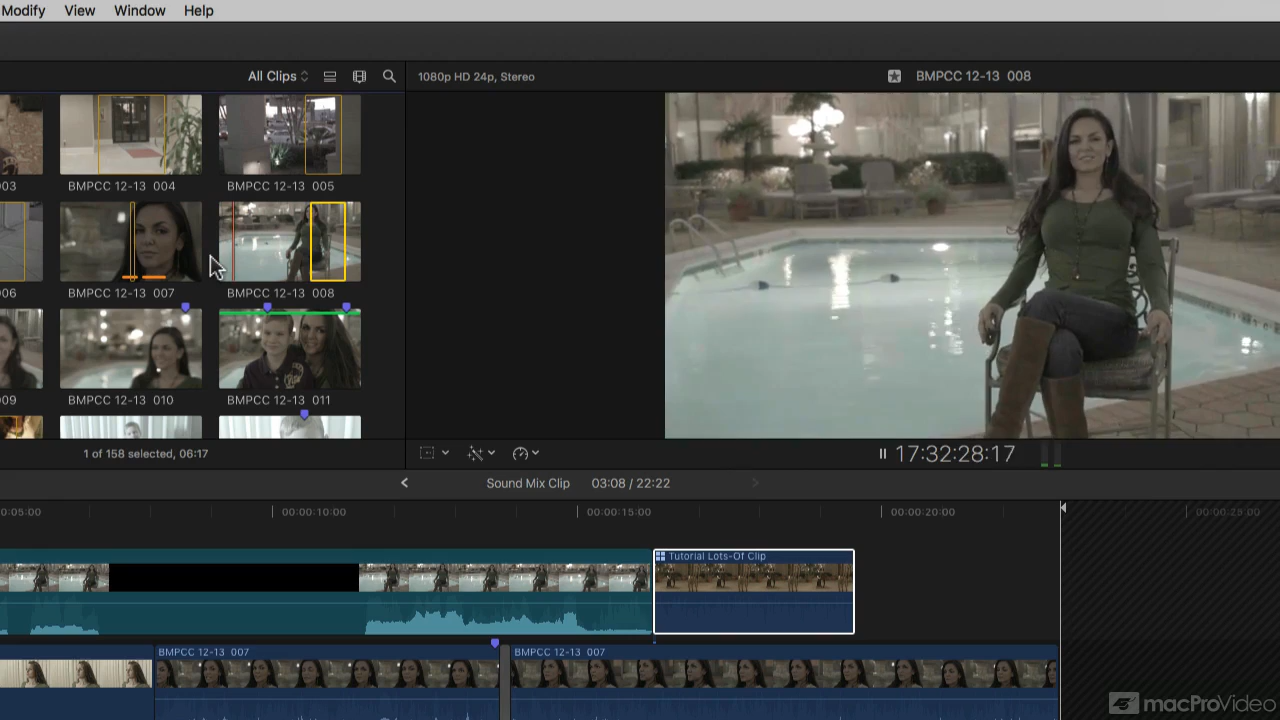 Modify View Window Help
All Clips
1080p HD 24p, Stereo
BMPCC 12-13 008
03
BMPCC 12-13 004
BMPCC 12-13 005
06
BMPCC 12-13 007
BMPCC 12-13 008
09
BMPCC 12-13 010
BMPCC 12-13 011
1 of 158 selected, 06:17
17:32:28:17
Sound Mix Clip 03:08 / 22:22
0:05:00
00:00:10:00
00:00:15:00
00:00:20:00
00:00:25:00
Tutorial Lots-Of Clip
BMPCC 12-13 007
BMPCC 12-13 007
macProVideo